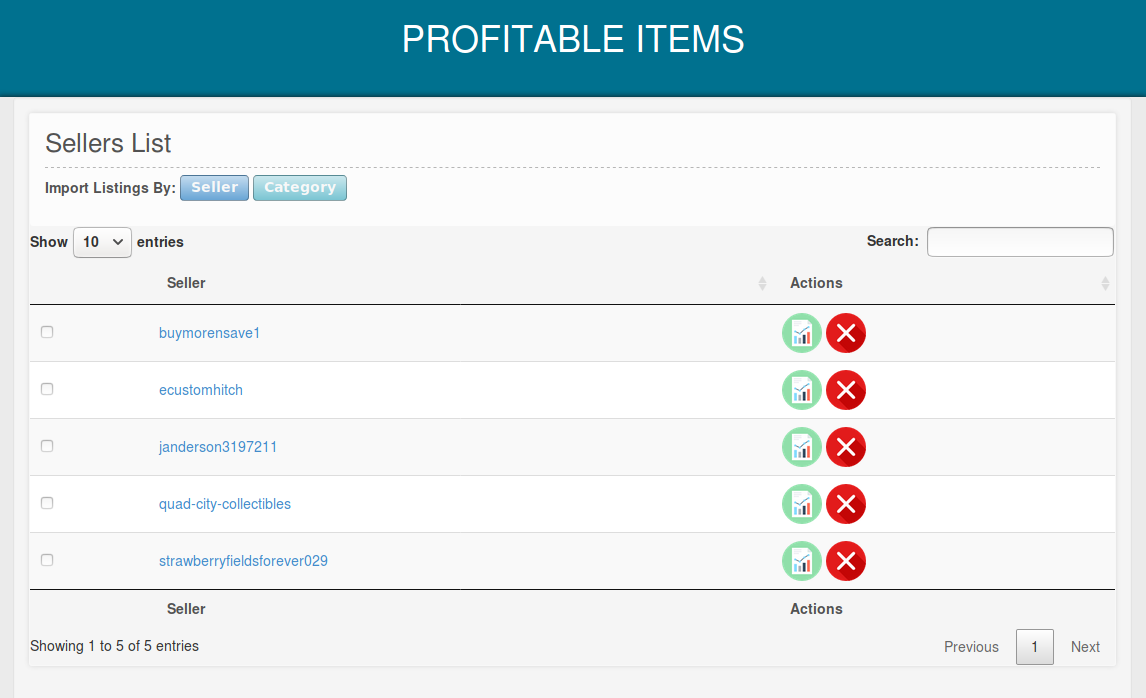 PROFITABLE ITEMS
Sellers List
Import Listings By: Seller Category
Show 10 entries Search:
Seller Actions
buymorensave1
ecustomhitch
janderson3197211
quad-city-collectibles
strawberryfieldsforever029
Seller Actions
Showing 1 to 5 of 5 entries Previous 1 Next